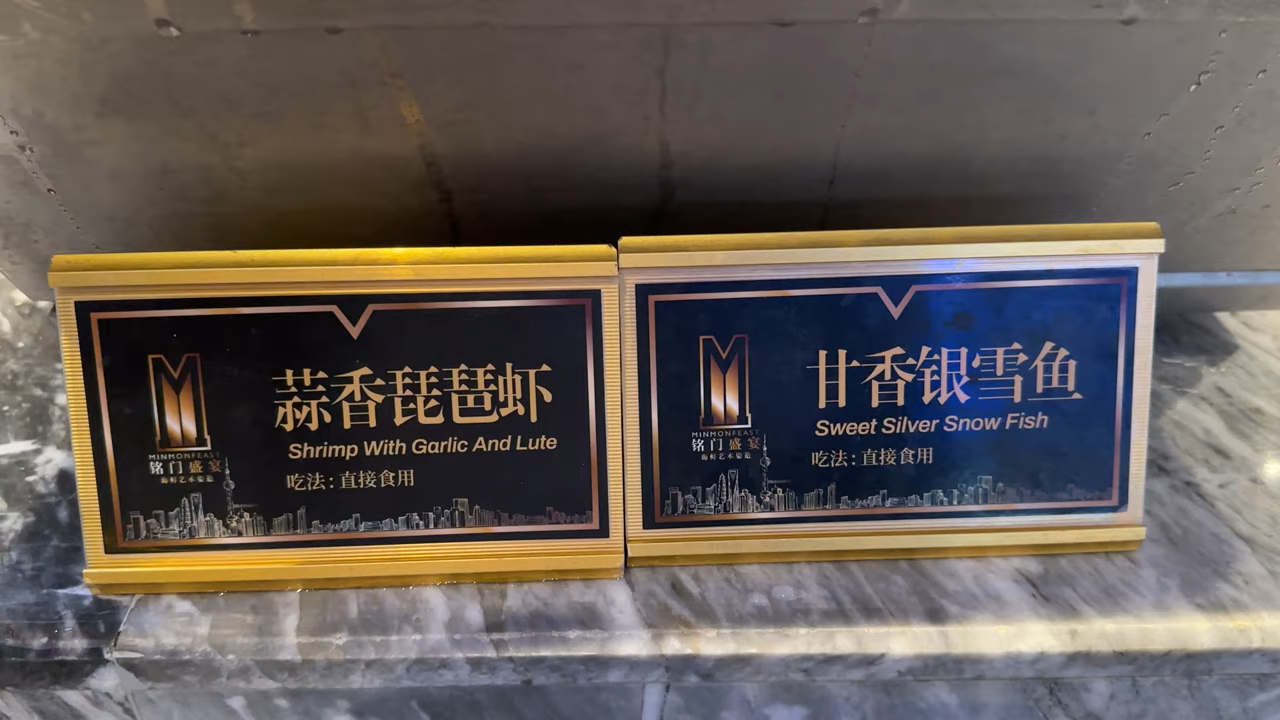 蒜香琵琶虾
Shrimp With Garlic And Lute
吃法:直接食用
MINMONFEAST
铭门盛宴
甘香银雪鱼
Sweet Silver Snow Fish
吃法:直接食用
MINMONFEAST
铭门盛宴